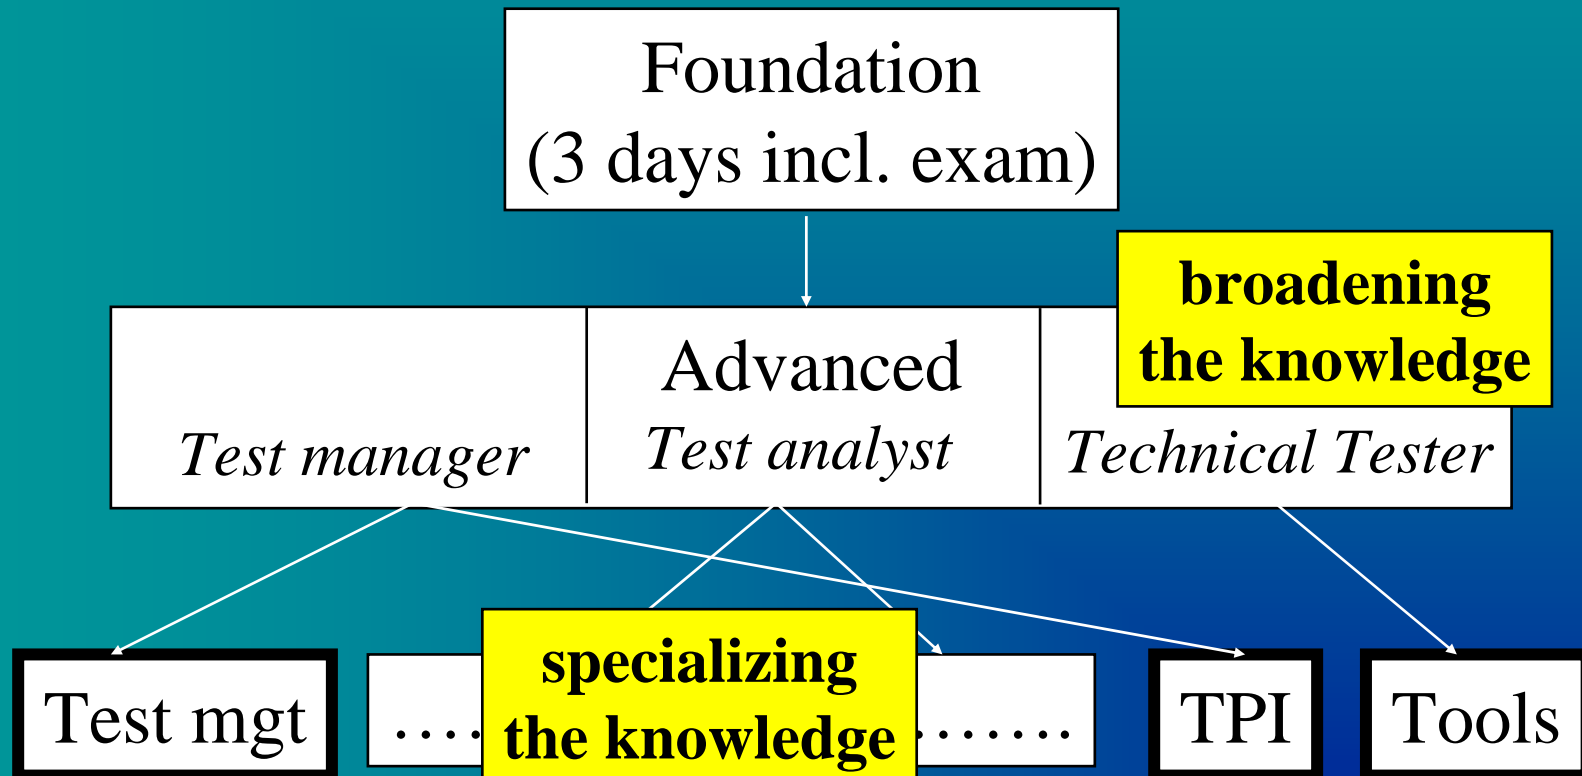 Foundation
(3 days incl. exam)
broadening
the knowledge
Advanced
Test manager
Test analyst
Technical Tester
specializing
the knowledge
Test mgt
....
.......
TPI
Tools